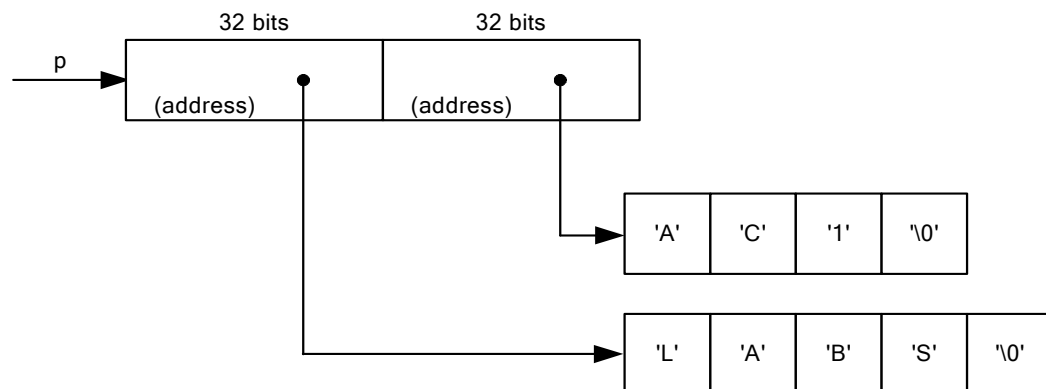 32 bits 32 bits
p
(address) (address)
'A' 'C' '1' '\0'
'L' 'A' 'B' 'S' '\0'